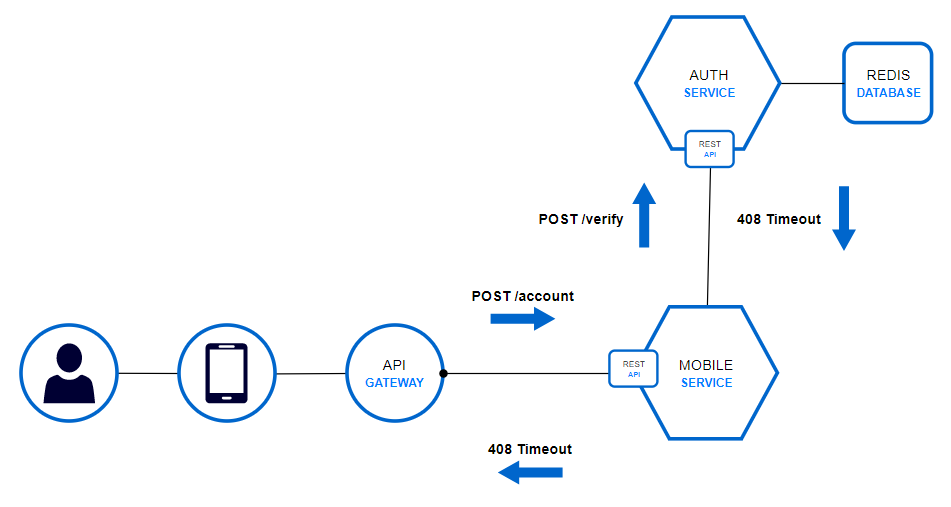 AUTH
SERVICE
REST
API
REDIS
DATABASE
POST /verify
408 Timeout
POST /account
API
GATEWAY
REST
API
MOBILE
SERVICE
408 Timeout